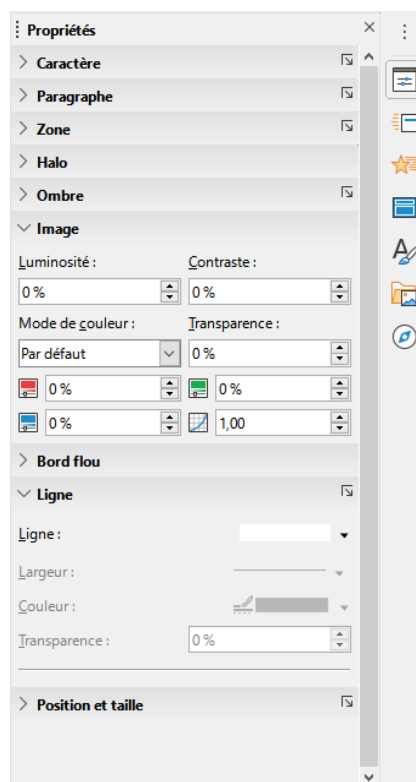 Propriétés
Caractère
Paragraphe
Zone
Halo
Ombre
Image
Luminosité : Contraste :
0 % 0 %
Mode de couleur : Transparence :
Par défaut 0 %
0 % 0 %
0 % 1,00
Bord flou
Ligne
Ligne :
Largeur :
Couleur :
Transparence : 0 %
Position et taille